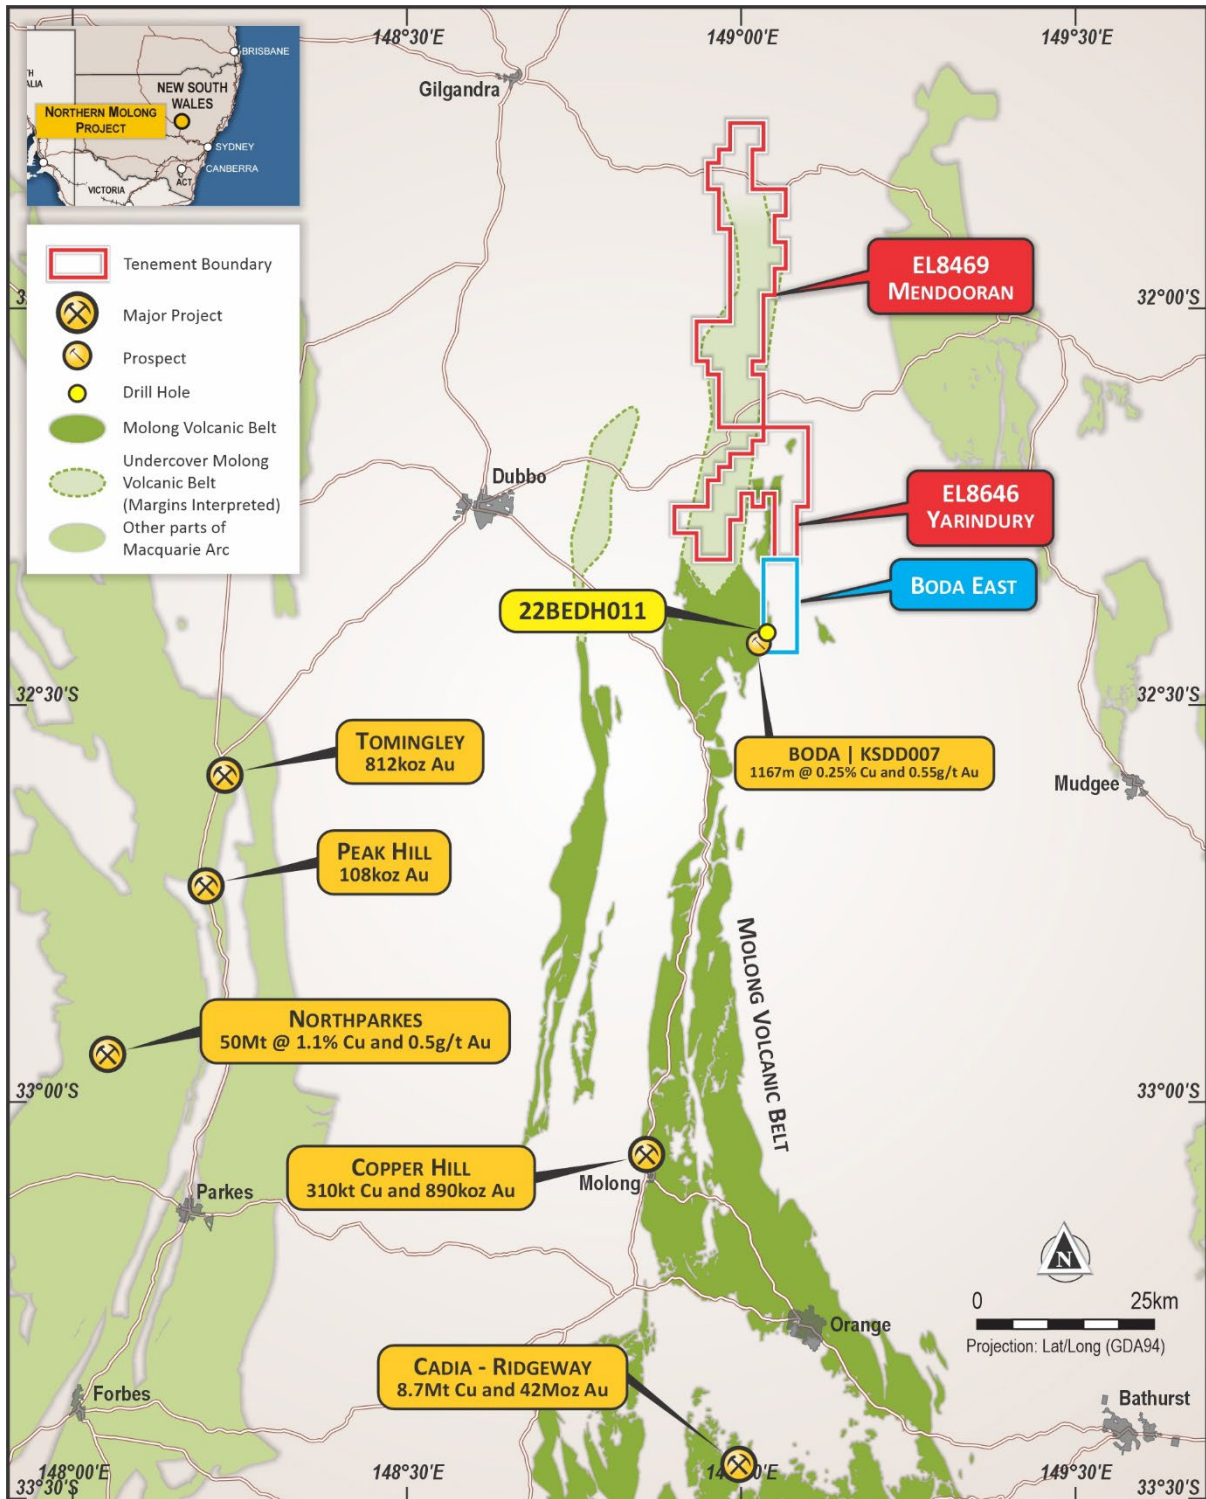 148°30'E
149°00'E
149°30'E
BRISBANE
TH
ALIA
NEW SOUTH
WALES
NORTHERN MOLONG
PROJECT
SYDNEY
CANBERRA
ACT
VICTORIA
Gilgandra
Tenement Boundary
Major Project
Prospect
Drill Hole
Molong Volcanic Belt
Undercover Molong
Volcanic Belt
(Margins Interpreted)
Other parts of
Macquarie Arc
EL8469
MENDOORAN
32°00'S
Dubbo
EL8646
YARINDURY
BODA EAST
22BEDH011
32°30'S
32°30'S
TOMINGLEY
812koz Au
BODA | KSDD007
1167m @ 0.25% Cu and 0.55g/t Au
Mudgee
PEAK HILL
108koz Au
MOLONG VOLCANIC BELT
NORTHPARKES
50Mt @ 1.1% Cu and 0.5g/t Au
33°00'S
33°00'S
COPPER HILL
310kt Cu and 890koz Au
Molong
Parkes
N
0
25km
Projection: Lat/Long (GDA94)
Orange
CADIA - RIDGEWAY
8.7Mt Cu and 42Moz Au
Forbes
Bathurst
148°00'E
148°30'E
149°30'E
33°30'S
33°30'S